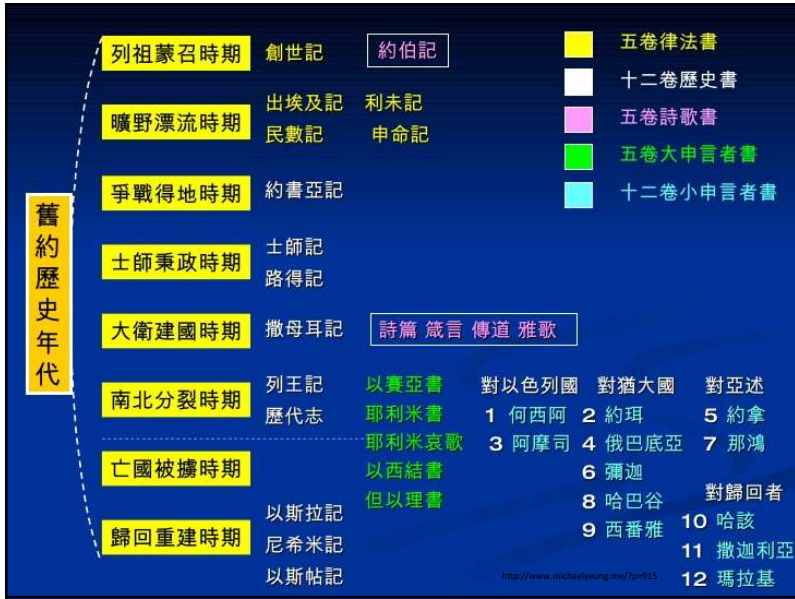 舊約歷史年代
列祖蒙召時期 創世記 約伯記
曠野漂流時期 出埃及記 利未記
民數記 申命記
爭戰得地時期 約書亞記
士師秉政時期 士師記
路得記
大衛建國時期 撒母耳記 詩篇 箴言 傳道 雅歌
南北分裂時期 列王記
歷代志
亡國被擄時期
歸回重建時期 以斯拉記
尼希米記
以斯帖記
以賽亞書
耶利米書
耶利米哀歌
以西結書
但以理書
對以色列國
1 何西阿
3 阿摩司
對猶大國
2 約珥
4 俄巴底亞
6 彌迦
8 哈巴谷
9 西番雅
對亞述
5 約拿
7 那鴻
對歸回者
10 哈該
11 撒迦利亞
12 瑪拉基
五卷律法書
十二卷歷史書
五卷詩歌書
五卷大申言者書
十二卷小申言者書
http://www.michaelyeung.me/?p=915